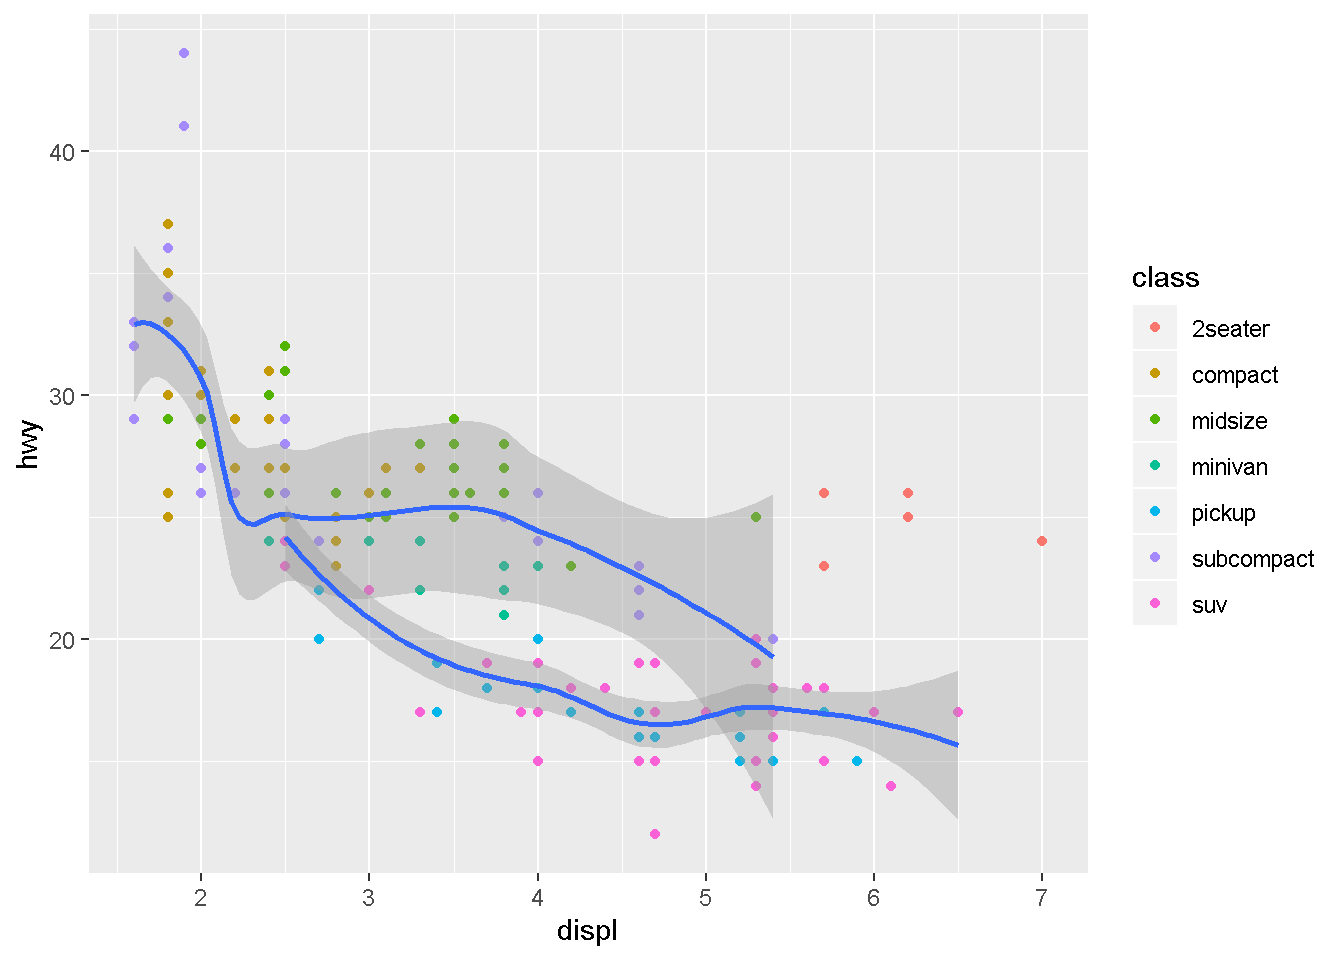 hwy
40
30
20
2 3 4 5 6 7
displ
class
2seater
compact
midsize
minivan
pickup
subcompact
suv